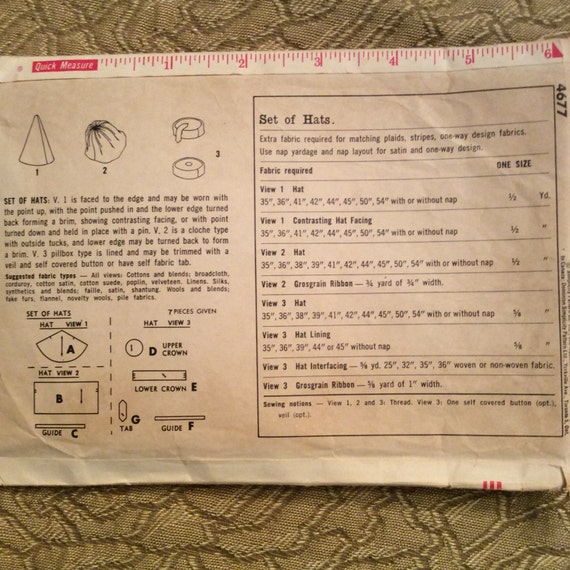 Quick Measure 1 2 3 4 5 6
4677
1
2
3
SET OF HATS: V. 1 is faced to the edge and may be worn with
the point up, with the point pushed in and the lower edge turned
back forming a brim, showing contrasting facing, or with point
turned down and held in place with a pin. V. 2 is a cloche type
with outside tucks, and lower edge may be turned back to form
a brim. V. 3 pillbox type is lined and may be trimmed with a
veil and self covered button or have self fabric tab.
Suggested fabric types — All views: Cottons and blends; broadcloth,
corduroy, cotton satin, cotton suede, poplin, velveteen. Linens. Silks,
synthetics and blends; faille, satin, shantung. Wools and blends;
fake furs, flannel, novelty wools, pile fabrics.
SET OF HATS 7 PIECES GIVEN
HAT VIEW 1
A
HAT VIEW 2
B
GUIDE C
HAT VIEW 3
D UPPER
CROWN
LOWER CROWN E
G
TAB
GUIDE F
Set of Hats.
Extra fabric required for matching plaids, stripes, one-way design fabrics.
Use nap yardage and nap layout for satin and one-way design.
Fabric required ONE SIZE
View 1 Hat
35", 36", 41", 42", 44", 45", 50", 54" with or without nap ½ Yd.
View 1 Contrasting Hat Facing
35", 36", 41", 42", 44", 45", 50", 54" with or without nap ½ "
View 2 Hat
35", 36", 38", 39", 41", 42", 44", 45", 50", 54" with or without nap ½ "
View 2 Grosgrain Ribbon — ¾ yard of ¾" width.
View 3 Hat
35", 36", 38", 39", 41", 42", 44", 45", 50", 54" with or without nap ⅝ "
View 3 Hat Lining
35", 36", 39", 44" or 45" without nap ⅝ "
View 3 Hat Interfacing — ⅝ yd. 25", 32", 35", 36" woven or non-woven fabric.
View 3 Grosgrain Ribbon — ⅝ yard of 1" width.
Sewing notions — View 1, 2 and 3: Thread. View 3: One self covered button (opt.),
veil (opt.).